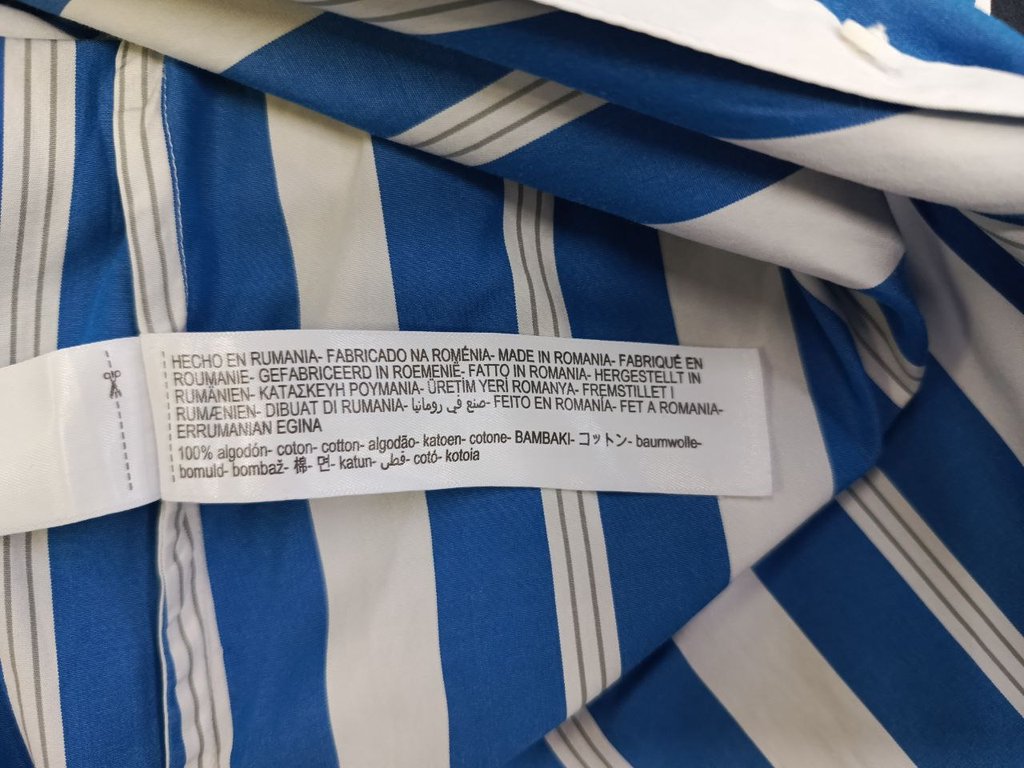 HECHO EN RUMANIA- FABRICADO NA ROMÉNIA- MADE IN ROMANIA- FABRIQUÉ EN
ROUMANIE- GEFABRICEERD IN ROEMENIË- FATTO IN ROMANIA- HERGESTELLT IN
RUMÄNIEN- ΚΑΤΑΣΚΕΥΗ ΡΟΥΜΑΝΙΑ- ÜRETİM YERİ ROMANYA- FREMSTILLET I
RUMÆNIEN- DIBUAT DI RUMANIA- صنع في رومانيا- FEITO EN ROMANÍA- FET A ROMANIA-
ERRUMANIAN EGINA
100% algodón- coton- cotton- algodão- katoen- cotone- ΒΑΜΒΑΚΙ- コットン- baumwolle-
bomuld- bombaž- 棉- 면- katun- قطني- cotó- kotoia